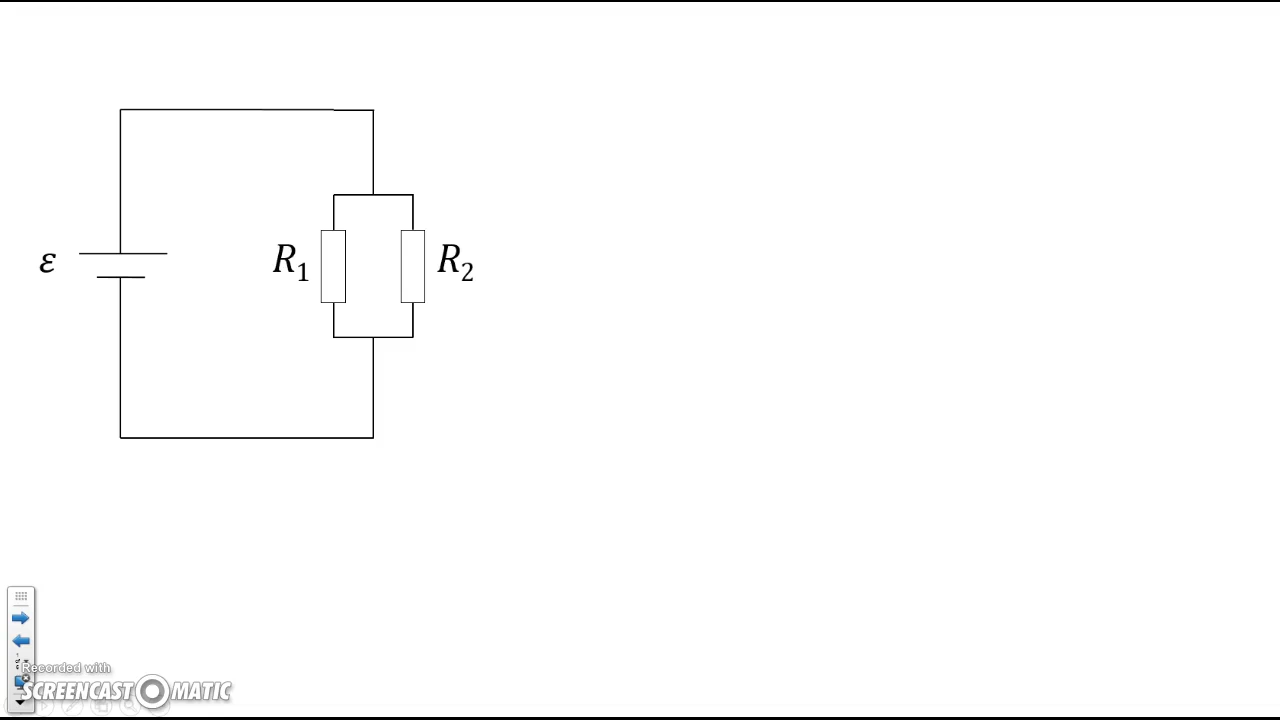 ε
R₁
R₂
Recorded with
SCREENCAST MATIC